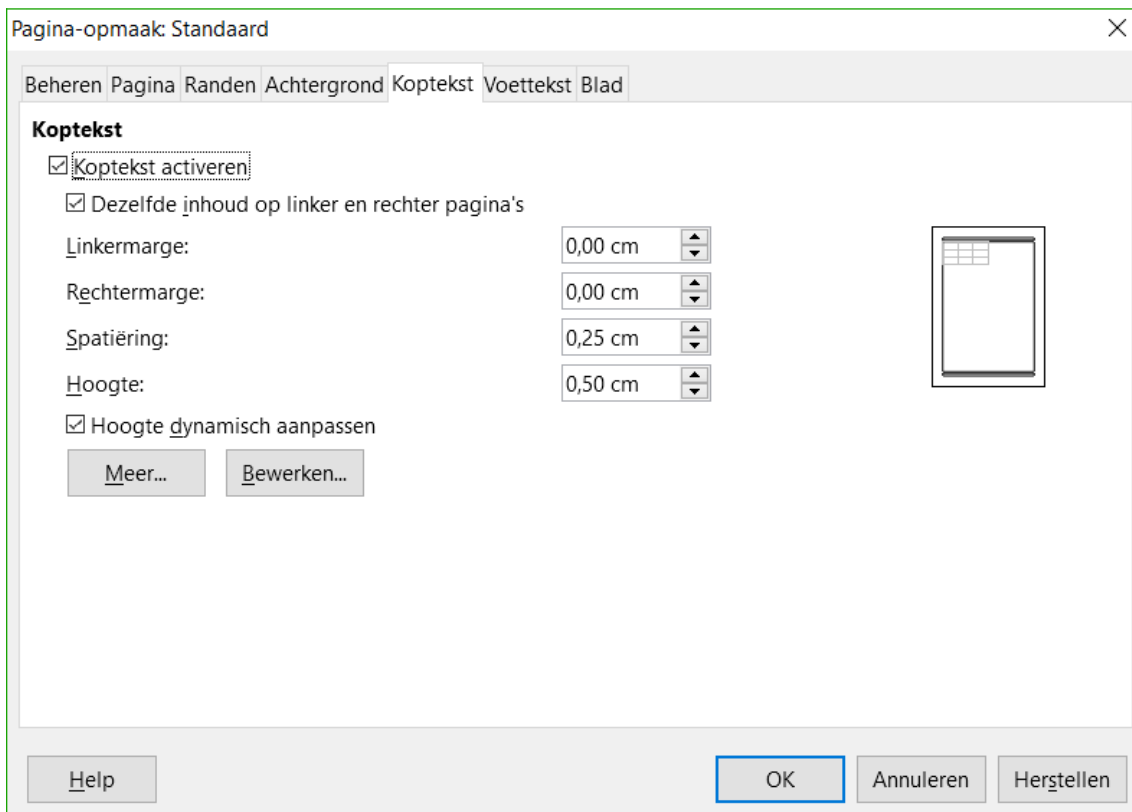 Pagina-opmaak: Standaard
Beheren Pagina Randen Achtergrond Koptekst Voettekst Blad
Koptekst
Koptekst activeren
Dezelfde inhoud op linker en rechter pagina's
Linkermarge: 0,00 cm
Rechtermarge: 0,00 cm
Spatiëring: 0,25 cm
Hoogte: 0,50 cm
Hoogte dynamisch aanpassen
Meer... Bewerken...
Help OK Annuleren Herstellen